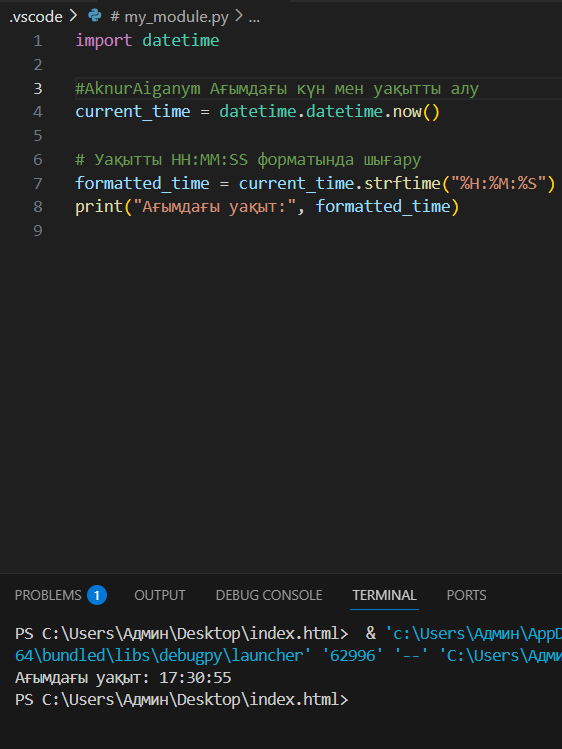 .vscode > # my_module.py > ...
1 import datetime
2
3 #AknurAiganym Ағымдағы күн мен уақытты алу
4 current_time = datetime.datetime.now()
5
6 # Уақытты HH:MM:SS форматында шығару
7 formatted_time = current_time.strftime("%H:%M:%S")
8 print("Ағымдағы уақыт:", formatted_time)
9
PROBLEMS 1 OUTPUT DEBUG CONSOLE TERMINAL PORTS
PS C:\Users\Админ\Desktop\index.html>  & 'c:\Users\Админ\AppD
64\bundled\libs\debugpy\launcher' '62996' '--' 'C:\Users\Адми
Ағымдағы уақыт: 17:30:55
PS C:\Users\Админ\Desktop\index.html>